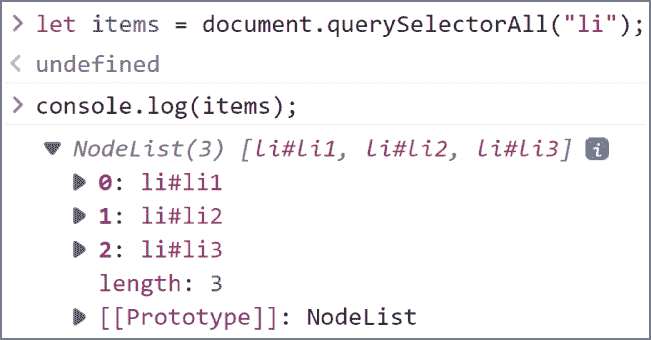 > let items = document.querySelectorAll("li");
< undefined
> console.log(items);
▼ NodeList(3) [li#li1, li#li2, li#li3] i
▶ 0: li#li1
▶ 1: li#li2
▶ 2: li#li3
length: 3
▶ [[Prototype]]: NodeList